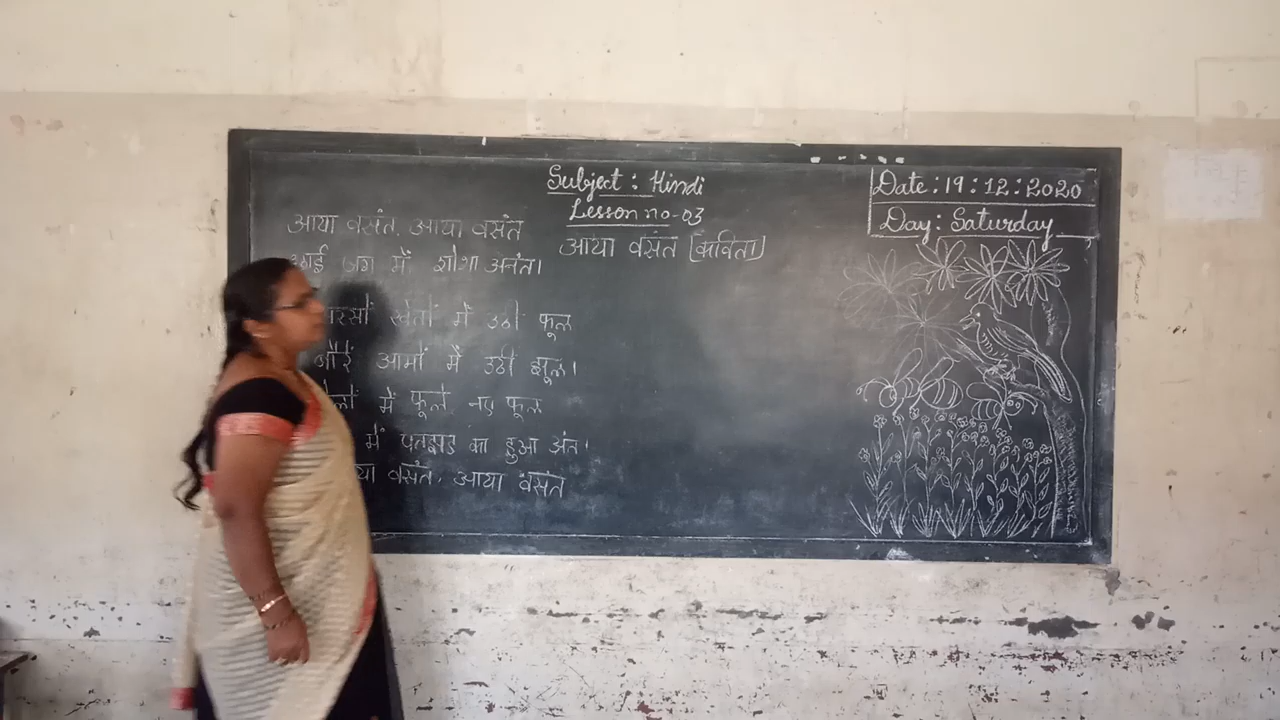 Subject : Hindi
Lesson no-03
आया वसंत (कविता)
Date : 19 : 12 : 2020
Day : Saturday
आया वसंत, आया वसंत
जग में शोभा अनंत।
खेतों में उठी फूल
बौरें आमों में उठी झूल।
में फूले नए फूल
में पतझड का हुआ अंत।
वसंत, आया वसंत